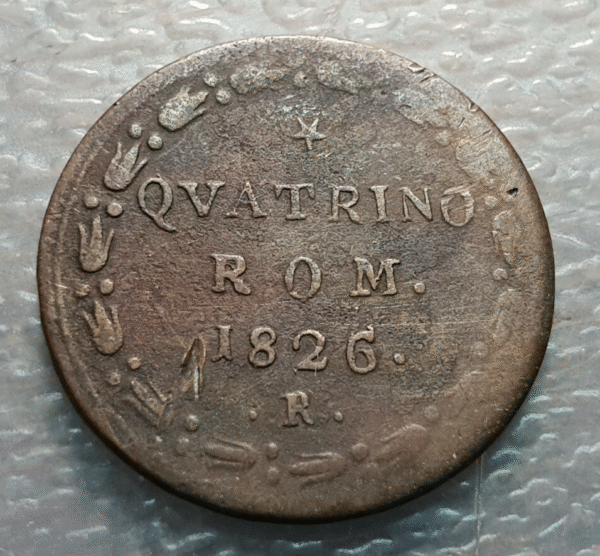 QVATRINO
ROM.
1826.
.R.